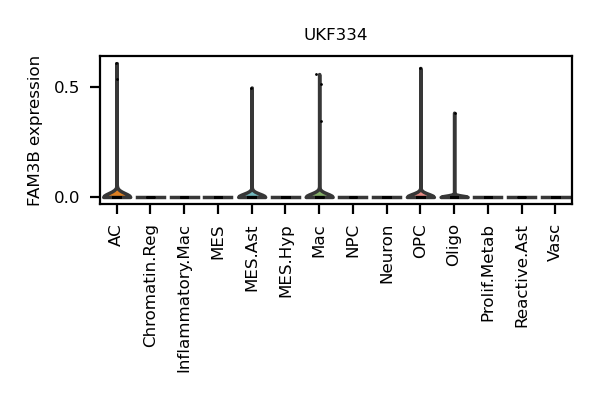 UKF334
FAM3B expression
0.5
0.0
AC
Chromatin.Reg
Inflammatory.Mac
MES
MES.Ast
MES.Hyp
Mac
NPC
Neuron
OPC
Oligo
Prolif.Metab
Reactive.Ast
Vasc